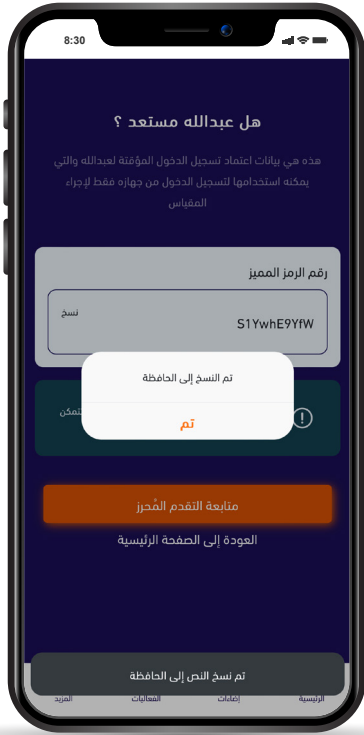 8:30
هل عبدالله مستعد ؟
هذه هي بيانات اعتماد تسجيل الدخول المؤقتة لعبدالله والتي
يمكنه استخدامها لتسجيل الدخول من جهازه فقط لإجراء
المقياس
رقم الرمز المميز
S1YwhE9YfW
نسخ
تم النسخ إلى الحافظة
تم
متابعة التقدم المُحرز
العودة إلى الصفحة الرئيسية
تم نسخ النص إلى الحافظة
الرئيسية إضاءات الفعاليات المزيد